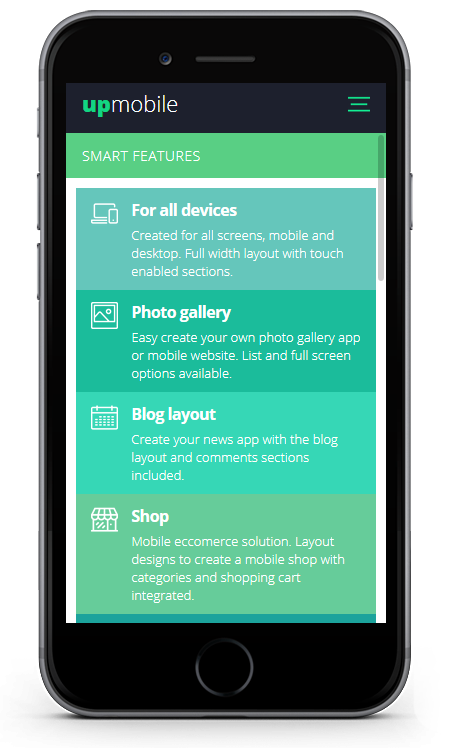 upmobile
SMART FEATURES
For all devices
Created for all screens, mobile and
desktop. Full width layout with touch
enabled sections.
Photo gallery
Easy create your own photo gallery app
or mobile website. List and full screen
options available.
Blog layout
Create your news app with the blog
layout and comments sections
included.
Shop
Mobile eccomerce solution. Layout
designs to create a mobile shop with
categories and shopping cart
integrated.